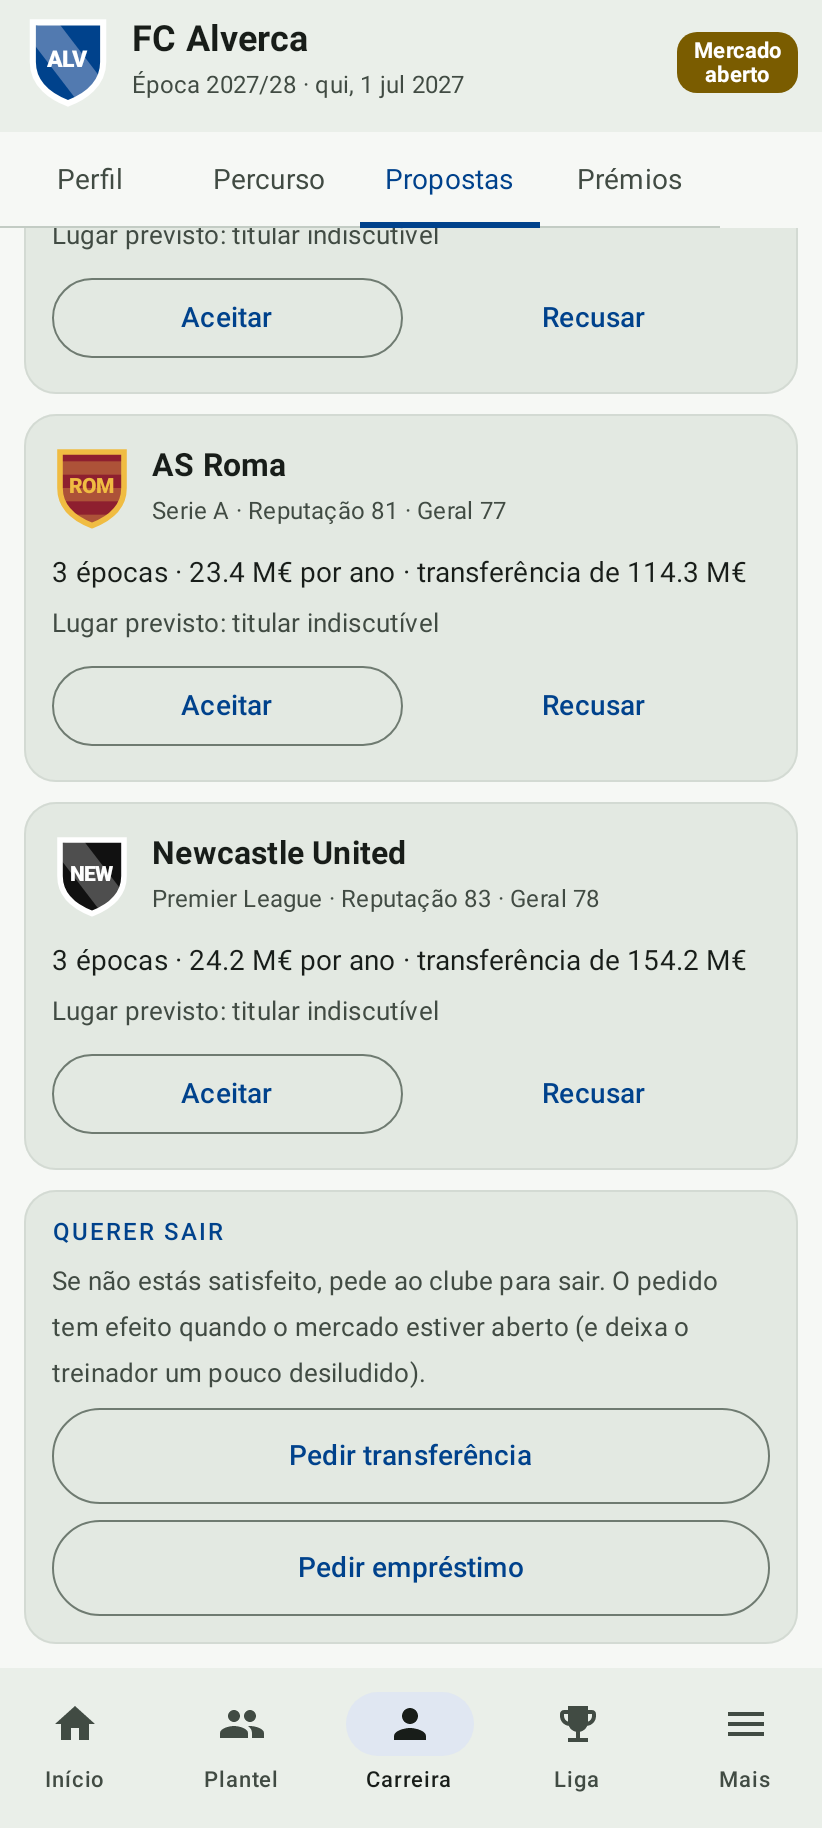 ALV
FC Alverca
Época 2027/28 · qui, 1 jul 2027
Mercado
aberto
Perfil
Percurso
Propostas
Prémios
Lugar previsto: titular indiscutível
Aceitar
Recusar
ROM
AS Roma
Serie A · Reputação 81 · Geral 77
3 épocas · 23.4 M€ por ano · transferência de 114.3 M€
Lugar previsto: titular indiscutível
Aceitar
Recusar
NEW
Newcastle United
Premier League · Reputação 83 · Geral 78
3 épocas · 24.2 M€ por ano · transferência de 154.2 M€
Lugar previsto: titular indiscutível
Aceitar
Recusar
QUERER SAIR
Se não estás satisfeito, pede ao clube para sair. O pedido
tem efeito quando o mercado estiver aberto (e deixa o
treinador um pouco desiludido).
Pedir transferência
Pedir empréstimo
Início
Plantel
Carreira
Liga
Mais